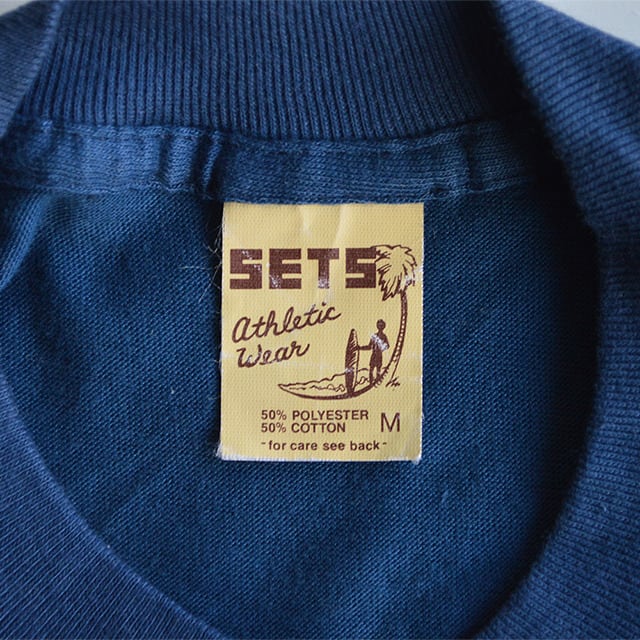 SETS
Athletic
Wear
50% POLYESTER
50% COTTON M
-for care see back-